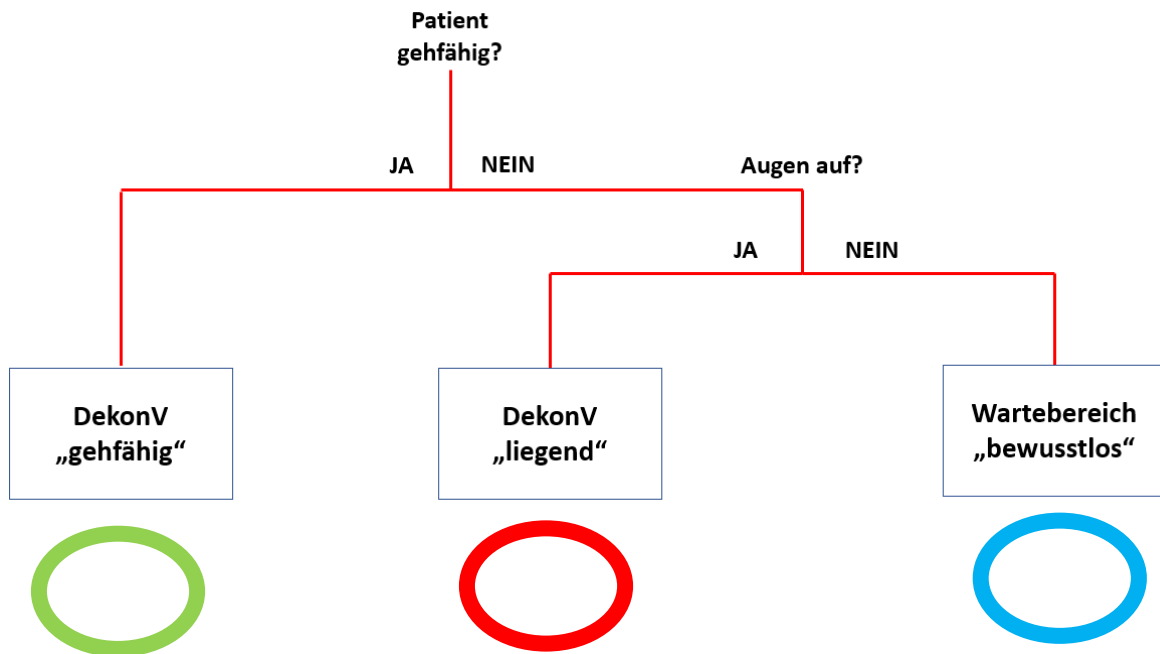 Patient
gehfähig?
JA
NEIN
Augen auf?
JA
NEIN
DekonV
„gehfähig“
DekonV
„liegend“
Wartebereich
„bewusstlos“